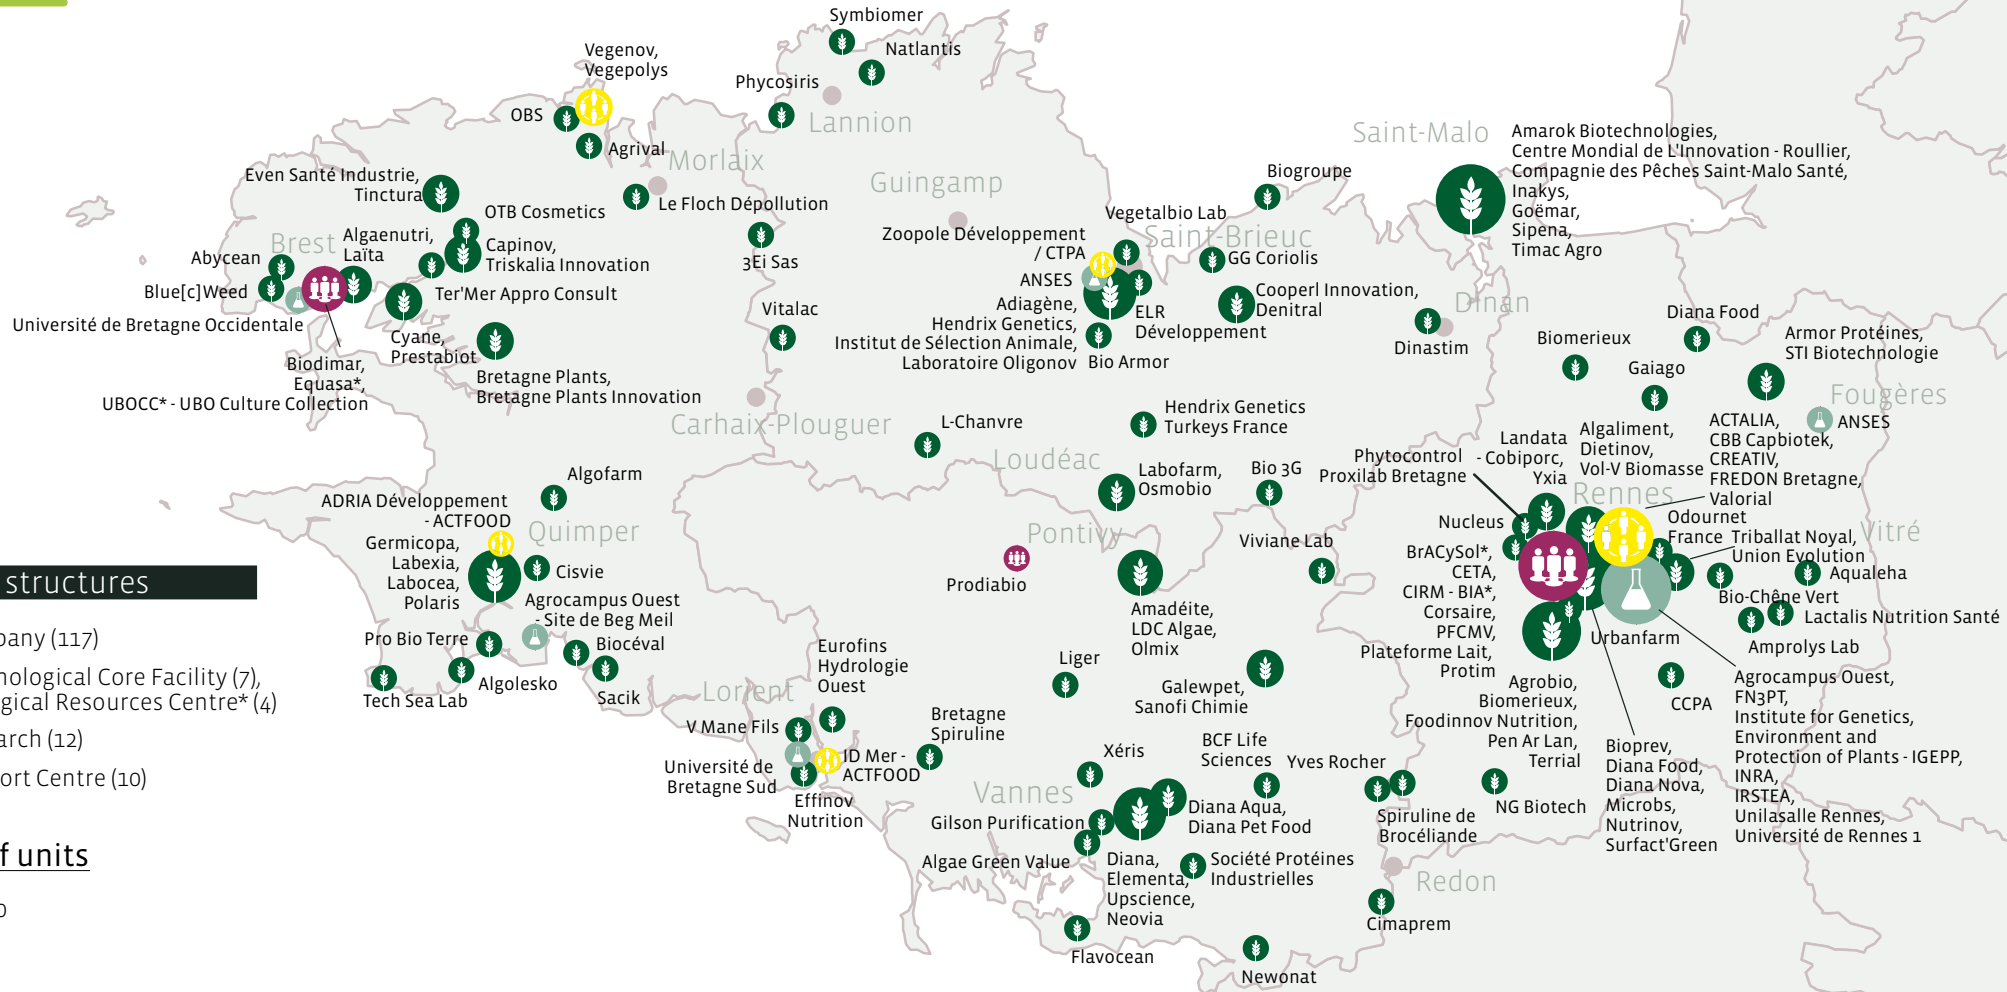 Symbiomer
Natlantis
Vegenov,
Vegepolys
Phycosiris
OBS
Lannion
Agrival
Morlaix
Saint-Malo
Amarok Biotechnologies,
Centre Mondial de L'Innovation - Roullier,
Compagnie des Pêches Saint-Malo Santé,
Inakys,
Goëmar,
Sipena,
Timac Agro
Even Santé Industrie,
Tinctura
Guingamp
Biogroupe
OTB Cosmetics
Le Floch Dépollution
Vegetalbio Lab
Brest
Algaenutri,
Laïta
Capinov,
Triskalia Innovation
Zoopole Développement
/ CTPA
Saint-Brieuc
Abycean
3Ei Sas
ANSES
GG Coriolis
Blue[c]Weed
Ter'Mer Appro Consult
Adiagène,
Hendrix Genetics,
Institut de Sélection Animale,
Laboratoire Oligonov
ELR
Développement
Cooperl Innovation,
Denitral
Dinan
Université de Bretagne Occidentale
Cyane,
Prestabiot
Vitalac
Bio Armor
Dinastim
Diana Food
Biomerieux
Armor Protéines,
STI Biotechnologie
Biodimar,
Equasa*,
UBOCC* - UBO Culture Collection
Bretagne Plants,
Bretagne Plants Innovation
Gaiago
Fougères
ANSES
Carhaix-Plouguer
L-Chanvre
Hendrix Genetics
Turkeys France
Landata
- Cobiporc,
Yxia
Algaliment,
Dietinov,
Vol-V Biomasse
ACTALIA,
CBB Capbiotek,
CREATIV,
FREDON Bretagne,
Valorial
Loudéac
Phytocontrol
Proxilab Bretagne
Algofarm
Labofarm,
Osmobio
Bio 3G
Rennes
ADRIA Développement
- ACTFOOD
Quimper
Pontivy
Nucleus
Odournet
France
Triballat Noyal,
Union Evolution
Vitré
Germicopa,
Labexia,
Labocea,
Polaris
Cisvie
Prodiabio
Viviane Lab
BrACySol*,
CETA,
CIRM - BIA*,
Corsaire,
PFCMV,
Plateforme Lait,
Protim
Aqualeha
structures
Agrocampus Ouest
- Site de Beg Meil
Amadéite,
LDC Algae,
Olmix
Bio-Chêne Vert
Lactalis Nutrition Santé
Urbanfarm
Amprolys Lab
pany (117)
Pro Bio Terre
Biocéval
Eurofins
Hydrologie
Ouest
Liger
nological Core Facility (7),
gical Resources Centre* (4)
Tech Sea Lab
Algolesko
Sacik
Lorient
Galewpet,
Sanofi Chimie
Agrobio,
Biomerieux,
Foodinnov Nutrition,
Pen Ar Lan,
Terrial
CCPA
Agrocampus Ouest,
FN3PT,
Institute for Genetics,
Environment and
Protection of Plants - IGEPP,
INRA,
IRSTEA,
Unilasalle Rennes,
Université de Rennes 1
arch (12)
V Mane Fils
Bretagne
Spiruline
BCF Life
Sciences
Bioprev,
Diana Food,
Diana Nova,
Microbs,
Nutrinov,
Surfact'Green
ort Centre (10)
Université de
Bretagne Sud
ID Mer -
ACTFOOD
Xéris
Yves Rocher
Effinov
Nutrition
Vannes
Diana Aqua,
Diana Pet Food
Spiruline de
Brocéliande
NG Biotech
f units
Gilson Purification
Algae Green Value
Diana,
Elementa,
Upscience,
Neovia
Société Protéines
Industrielles
Redon
Cimaprem
Flavocean
Newonat